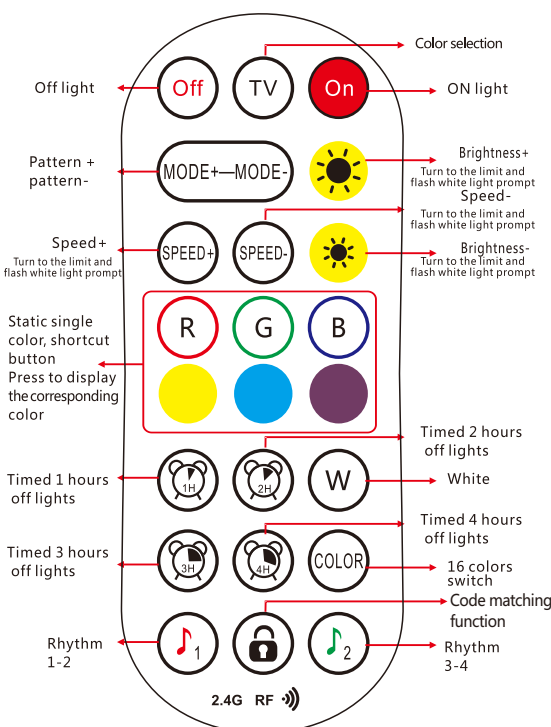 Color selection
Off light
Off
TV
On
ON light
Pattern +
pattern-
MODE+—MODE-
Brightness+
Turn to the limit and
flash white light prompt
Speed-
Turn to the limit and
flash white light prompt
Speed+
Turn to the limit and
flash white light prompt
SPEED+
SPEED-
Brightness-
Turn to the limit and
flash white light prompt
Static single
color, shortcut
button
Press to display
the corresponding
color
R
G
B
Timed 2 hours
off lights
Timed 1 hours
off lights
1H
2H
W
White
Timed 4 hours
off lights
Timed 3 hours
off lights
3H
4H
COLOR
16 colors
switch
Code matching
function
Rhythm
1-2
1
2
Rhythm
3-4
2.4G RF